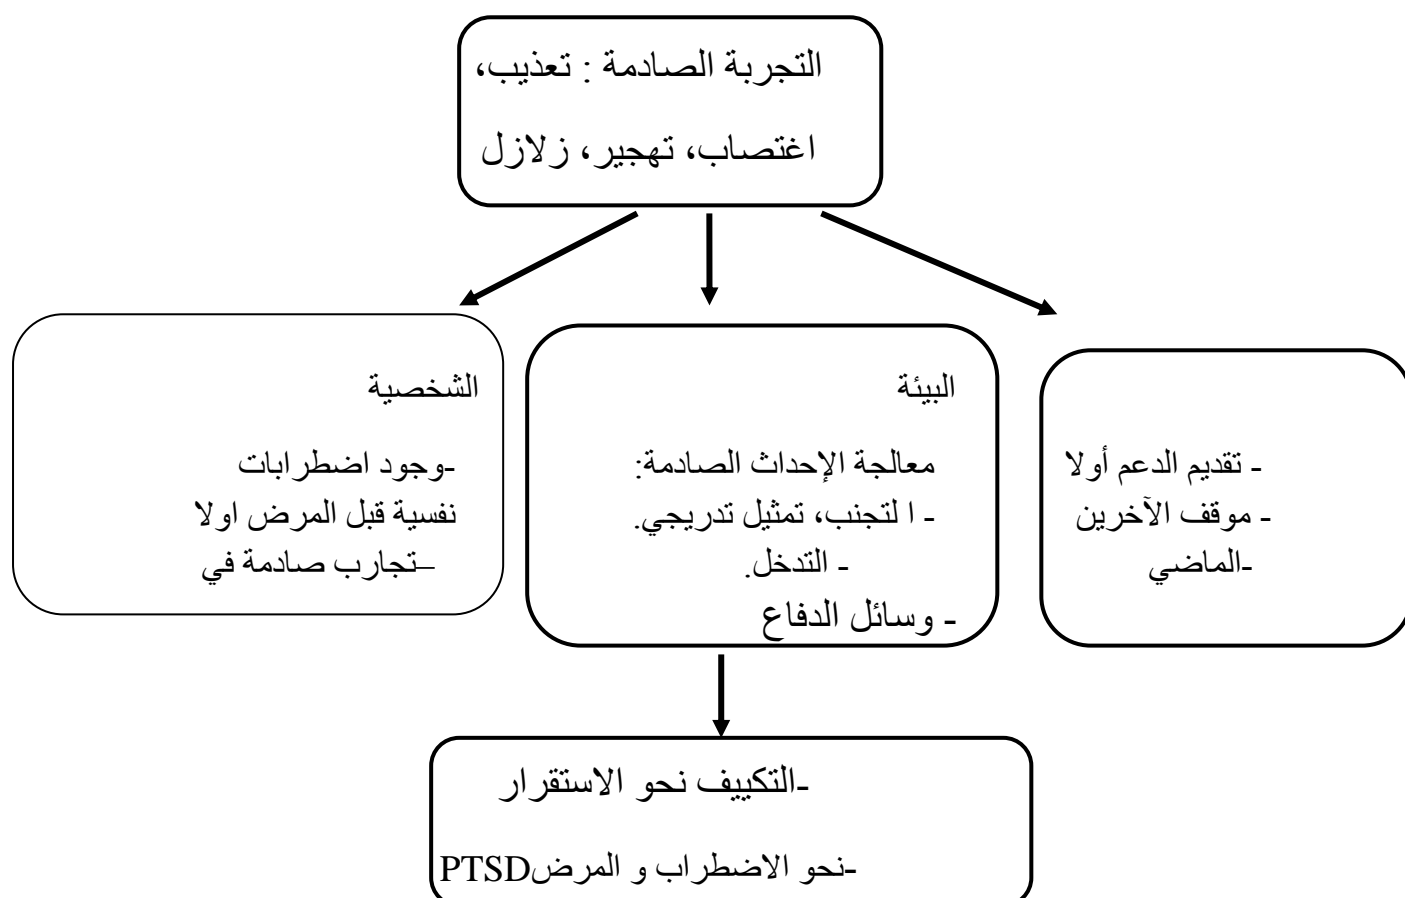 التجربة الصادمة : تعذيب،
اغتصاب، تهجير، زلازل
- تقديم الدعم أولا
- موقف الآخرين
-الماضي
البيئة
معالجة الإحداث الصادمة:
- ا لتجنب، تمثيل تدريجي.
- التدخل.
- وسائل الدفاع
الشخصية
-وجود اضطرابات
نفسية قبل المرض اولا
–تجارب صادمة في
-التكييف نحو الاستقرار
-نحو الاضطراب و المرضPTSD